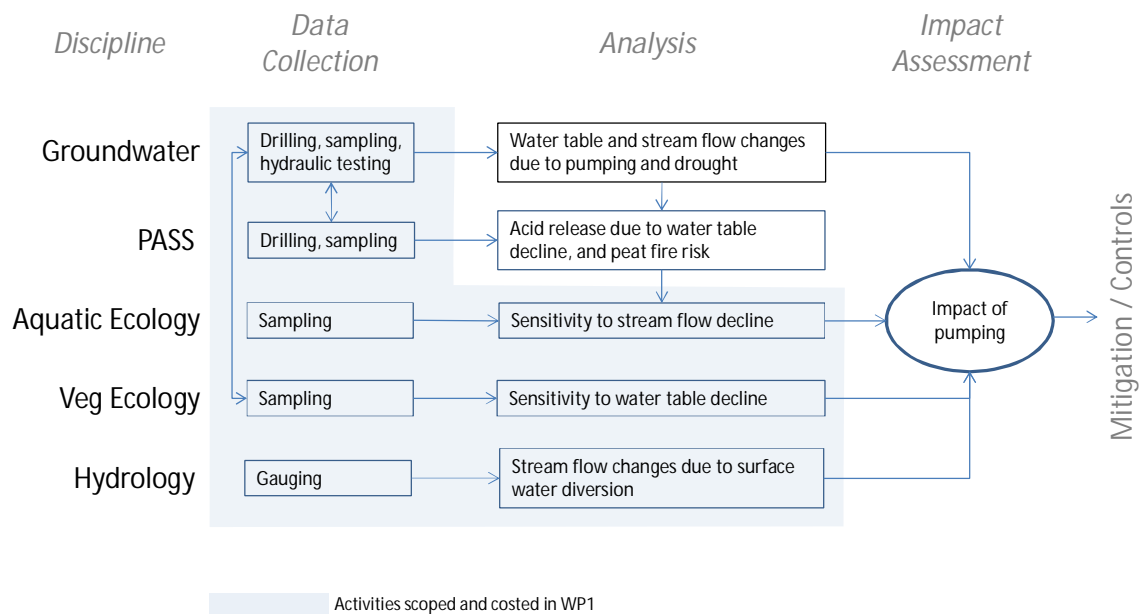 Discipline
Data
Collection
Analysis
Impact
Assessment
Groundwater
Drilling, sampling,
hydraulic testing
Water table and stream flow changes
due to pumping and drought
PASS
Drilling, sampling
Acid release due to water table
decline, and peat fire risk
Aquatic Ecology
Sampling
Sensitivity to stream flow decline
Impact of
pumping
Mitigation / Controls
Veg Ecology
Sampling
Sensitivity to water table decline
Hydrology
Gauging
Stream flow changes due to surface
water diversion
Activities scoped and costed in WP1